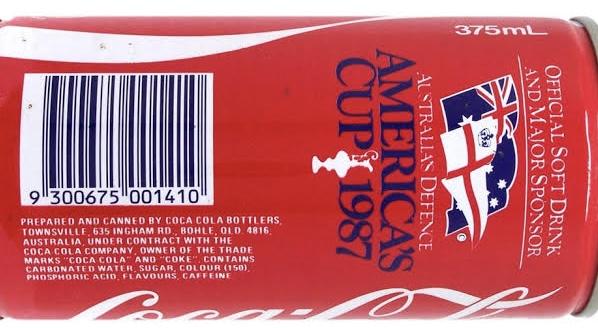 375mL
OFFICIAL SOFT DRINK
AND MAJOR SPONSOR
AUSTRALIA'S DEFENCE
AMERICA'S
CUP 1987
9 300675 001410
PREPARED AND CANNED BY COCA COLA BOTTLERS,
TOWNSVILLE, 635 INGHAM RD., BOHLE, QLD. 4816,
AUSTRALIA, UNDER CONTRACT WITH THE
COCA COLA COMPANY, OWNER OF THE TRADE
MARKS "COCA COLA" AND "COKE". CONTAINS
CARBONATED WATER, SUGAR, COLOUR (150),
PHOSPHORIC ACID, FLAVOURS, CAFFEINE